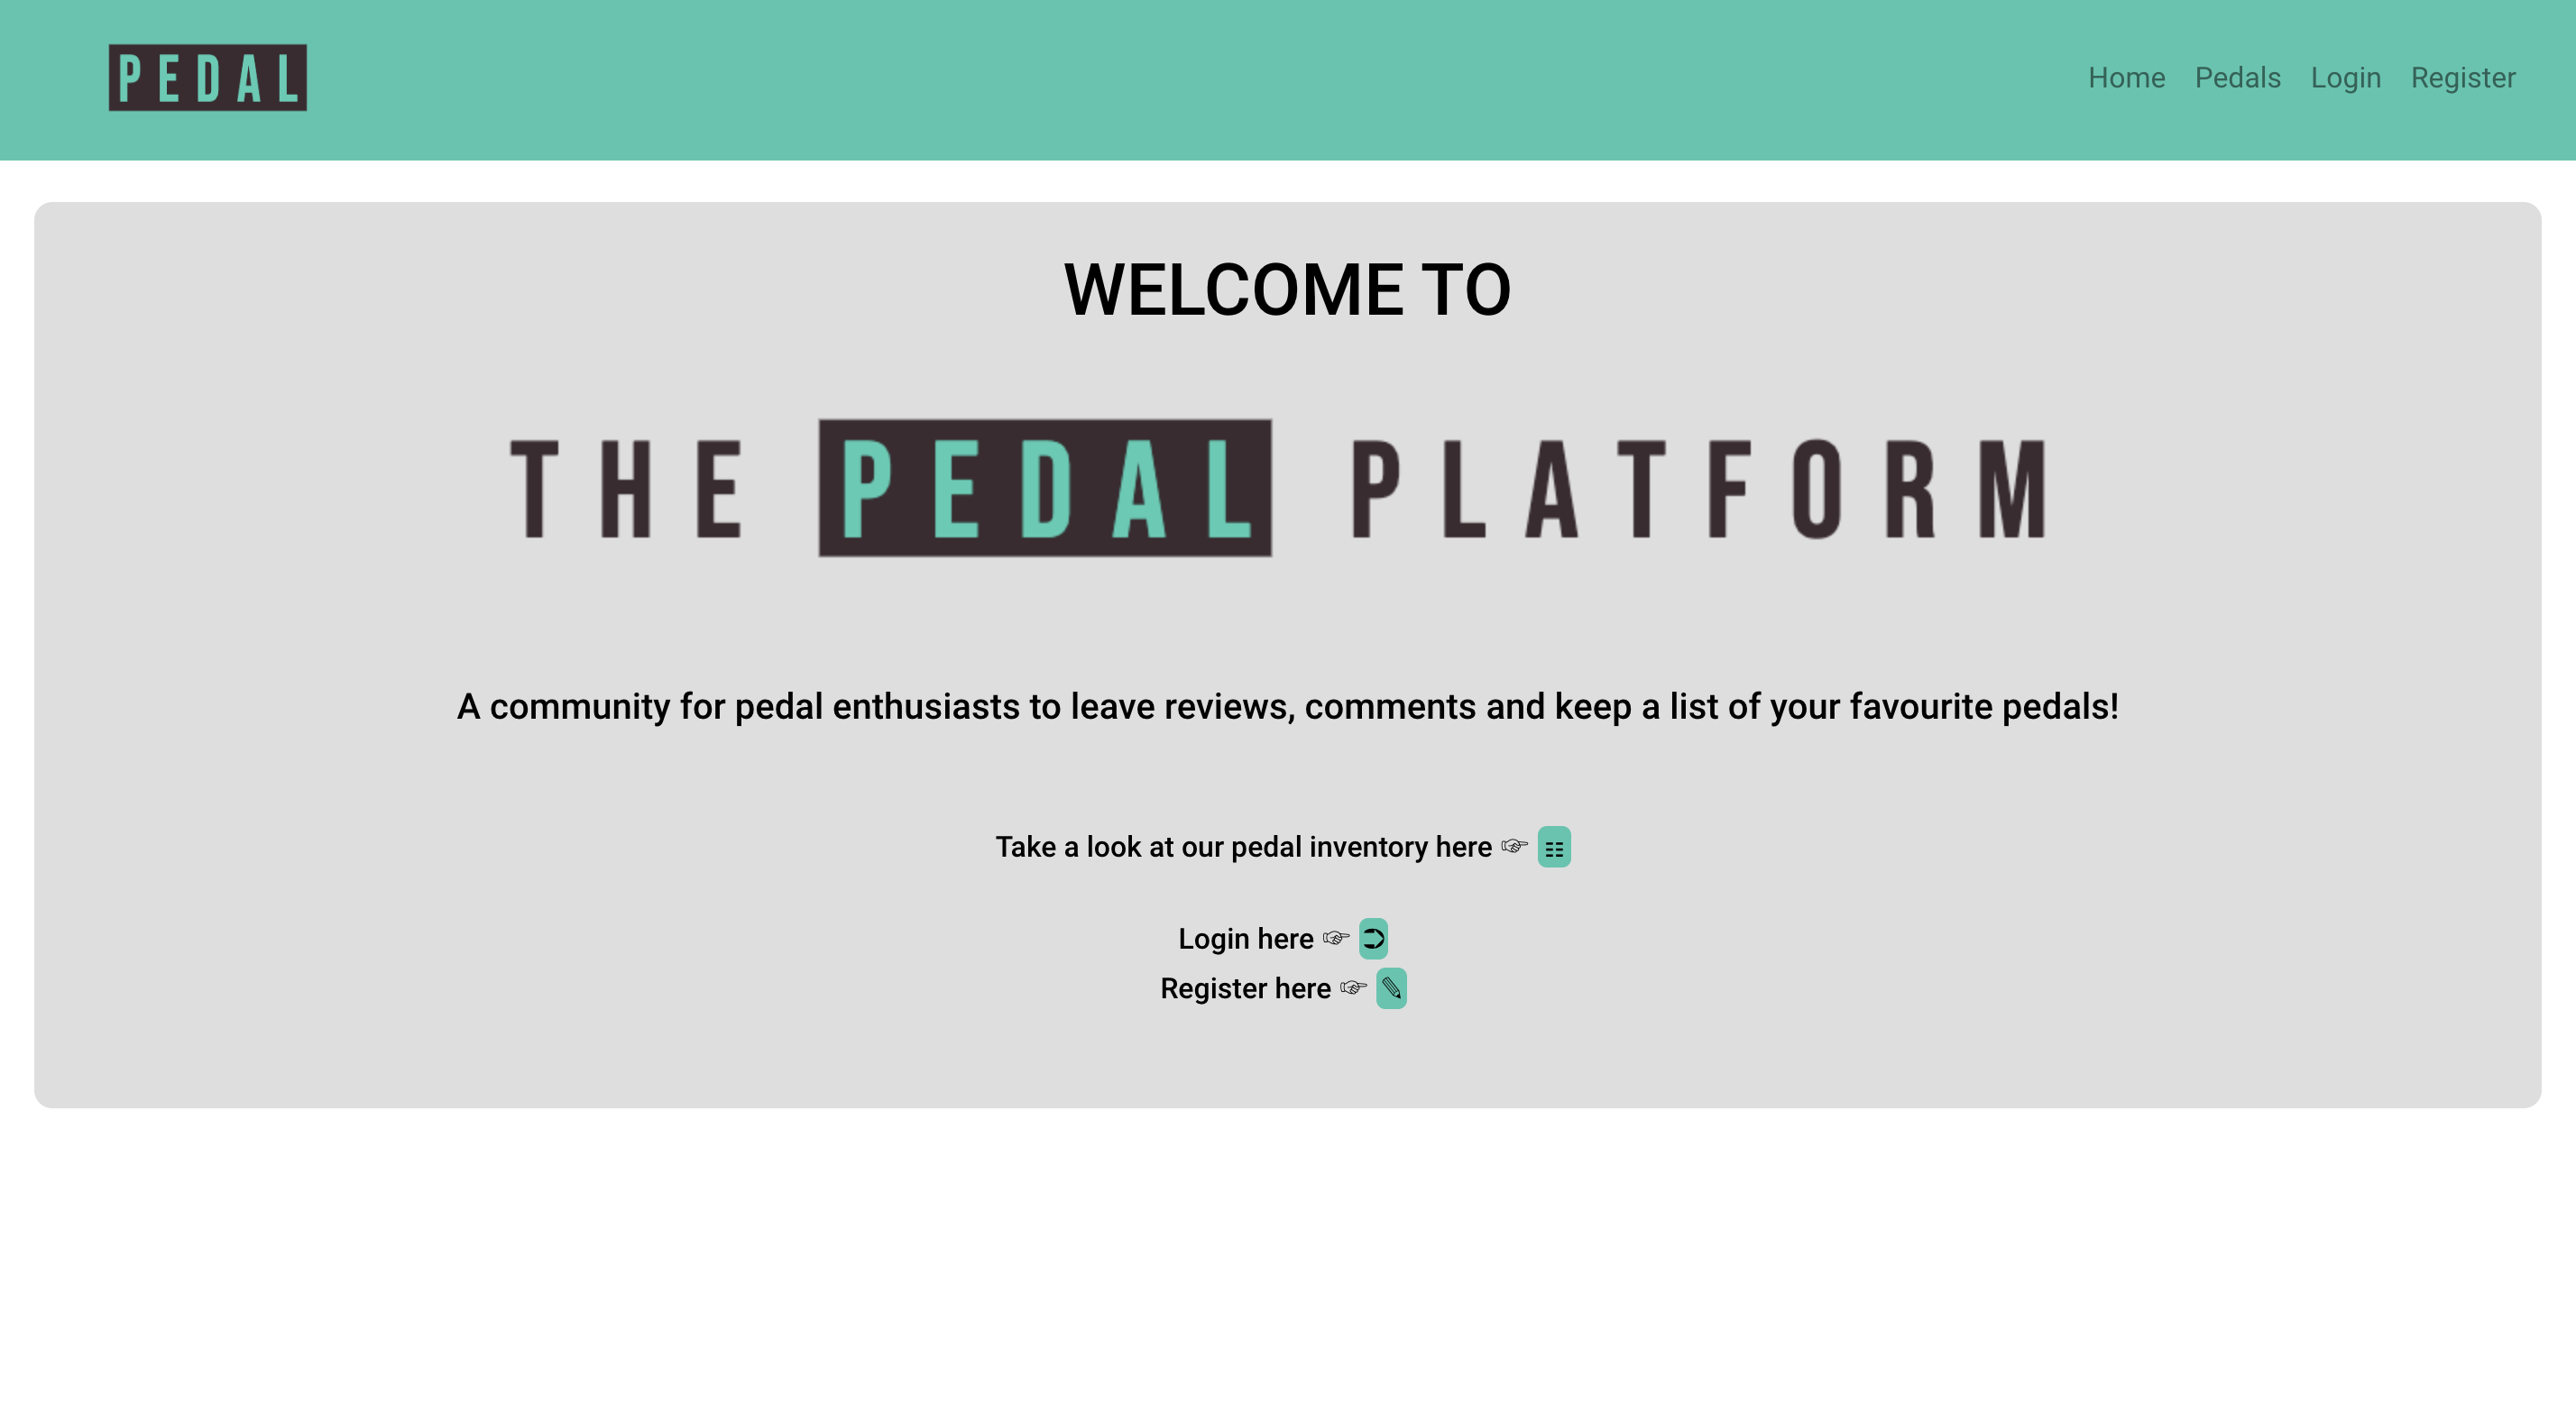 PEDAL
Home Pedals Login Register
WELCOME TO
THE PEDAL PLATFORM
A community for pedal enthusiasts to leave reviews, comments and keep a list of your favourite pedals!
Take a look at our pedal inventory here ☞ ☷
Login here ☞ ➲
Register here ☞ ✎